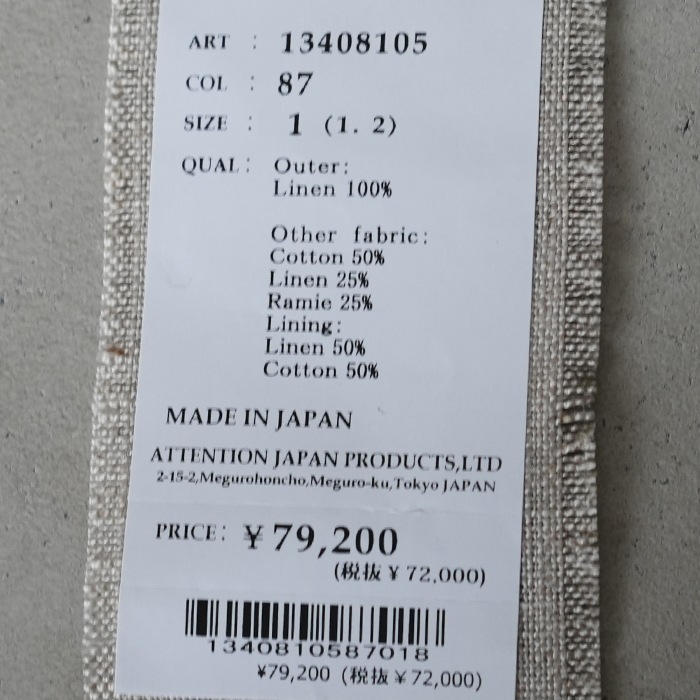 ART : 13408105
COL : 87
SIZE : 1 (1. 2)
QUAL: Outer:
Linen 100%
Other fabric:
Cotton 50%
Linen 25%
Ramie 25%
Lining:
Linen 50%
Cotton 50%
MADE IN JAPAN
ATTENTION JAPAN PRODUCTS,LTD
2-15-2,Megurohoncho,Meguro-ku,Tokyo JAPAN
PRICE: ¥79,200
(税抜¥72,000)
1340810587018
¥79,200 (税抜¥72,000)